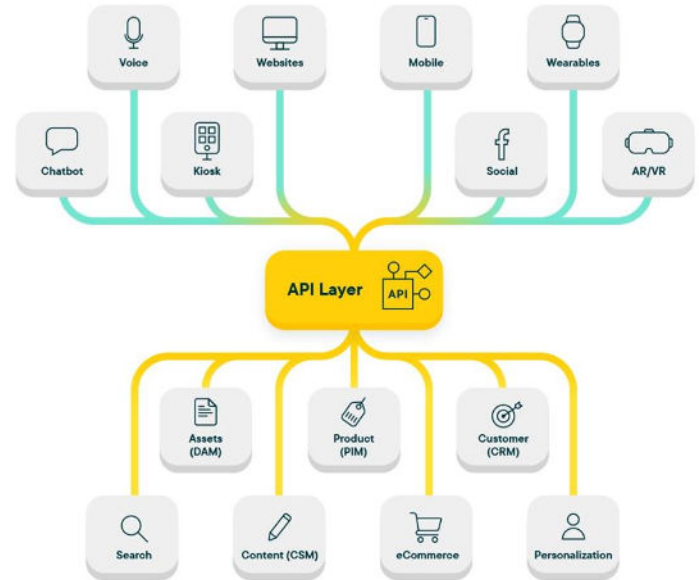 Voice
Websites
Mobile
Wearables
Chatbot
Kiosk
Social
AR/VR
API Layer
API
Assets
(DAM)
Product
(PIM)
Customer
(CRM)
Search
Content (CSM)
eCommerce
Personalization